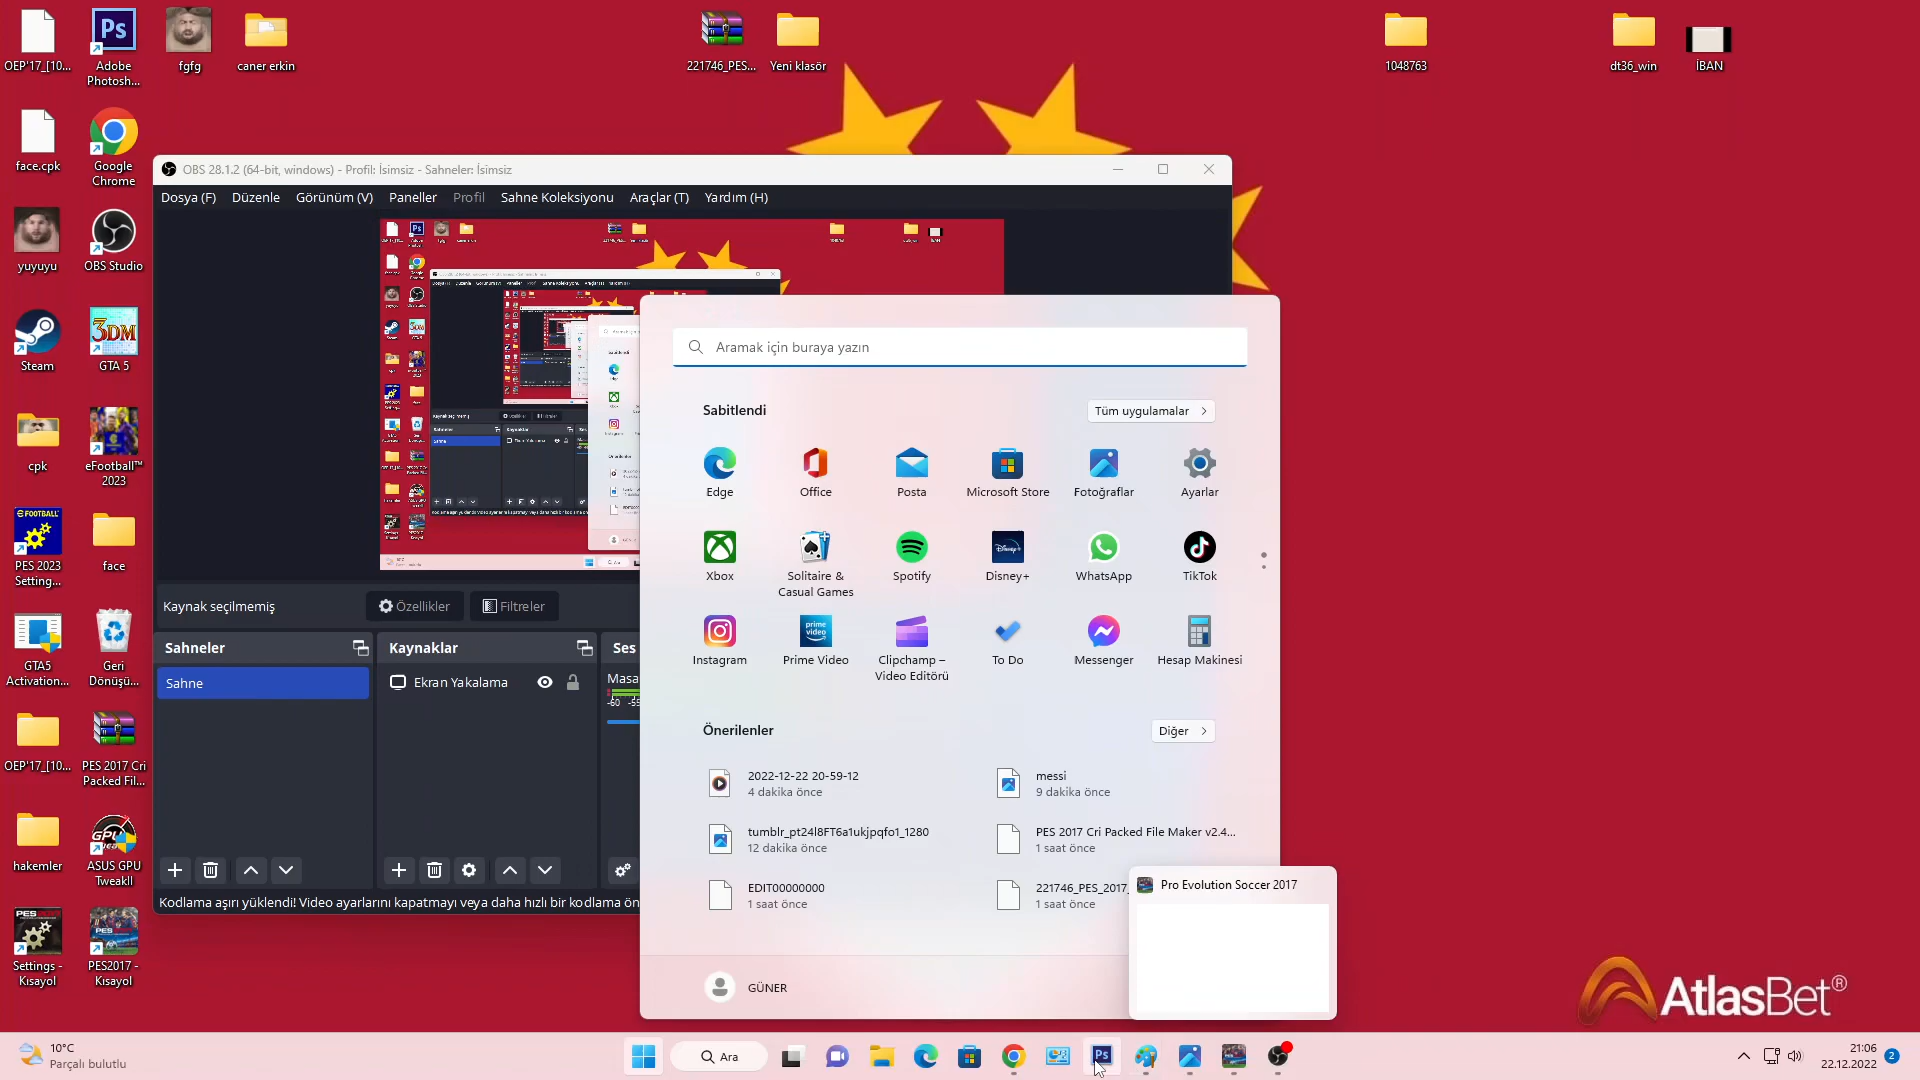 OEP'17_[10...
Adobe
Photosh...
fgfg
caner erkin
221746_PES...
Yeni klasör
1048763
dt36_win
İBAN
face.cpk
Google
Chrome
yuyuyu
OBS Studio
Steam
GTA 5
cpk
eFootball™
2023
PES 2023
Setting...
face
GTA5
Activation...
Geri
Dönüşü...
OEP'17_[10...
PES 2017 Cri
Packed Fil...
hakemler
ASUS GPU
TweakII
Settings -
Kısayol
PES2017 -
Kısayol
OBS 28.1.2 (64-bit, windows) - Profil: İsimsiz - Sahneler: İsimsiz
Dosya (F)
Düzenle
Görünüm (V)
Paneller
Profil
Sahne Koleksiyonu
Araçlar (T)
Yardım (H)
Kaynak seçilmemiş
Özellikler
Filtreler
Sahneler
Kaynaklar
Ses
Sahne
Ekran Yakalama
Masa
-60
Kodlama aşırı yüklendi! Video ayarlarını kapatmayı veya daha hızlı bir kodlama ön
Aramak için buraya yazın
Sabitlendi
Tüm uygulamalar
Edge
Office
Posta
Microsoft Store
Fotoğraflar
Ayarlar
Xbox
Solitaire &
Casual Games
Spotify
Disney+
WhatsApp
TikTok
Instagram
Prime Video
Clipchamp –
Video Editörü
To Do
Messenger
Hesap Makinesi
Önerilenler
Diğer
2022-12-22 20-59-12
4 dakika önce
messi
9 dakika önce
tumblr_pt24l8FT6a1ukjpqfo1_1280
12 dakika önce
PES 2017 Cri Packed File Maker v2.4...
1 saat önce
EDIT00000000
1 saat önce
221746_PES_2017_
1 saat önce
Pro Evolution Soccer 2017
GÜNER
AtlasBet®
10°C
Parçalı bulutlu
Ara
21:06
22.12.2022
2